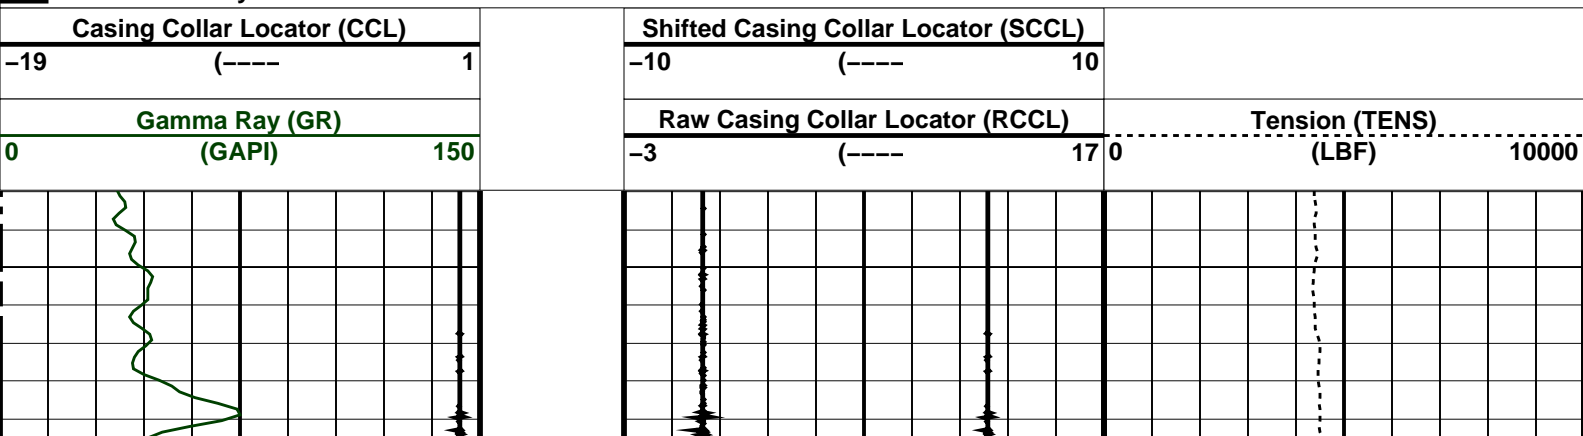 Casing Collar Locator (CCL)
−19 (−−−− 1
Gamma Ray (GR)
0 (GAPI) 150
Shifted Casing Collar Locator (SCCL)
−10 (−−−− 10
Raw Casing Collar Locator (RCCL)
−3 (−−−− 17
Tension (TENS)
0 (LBF) 10000